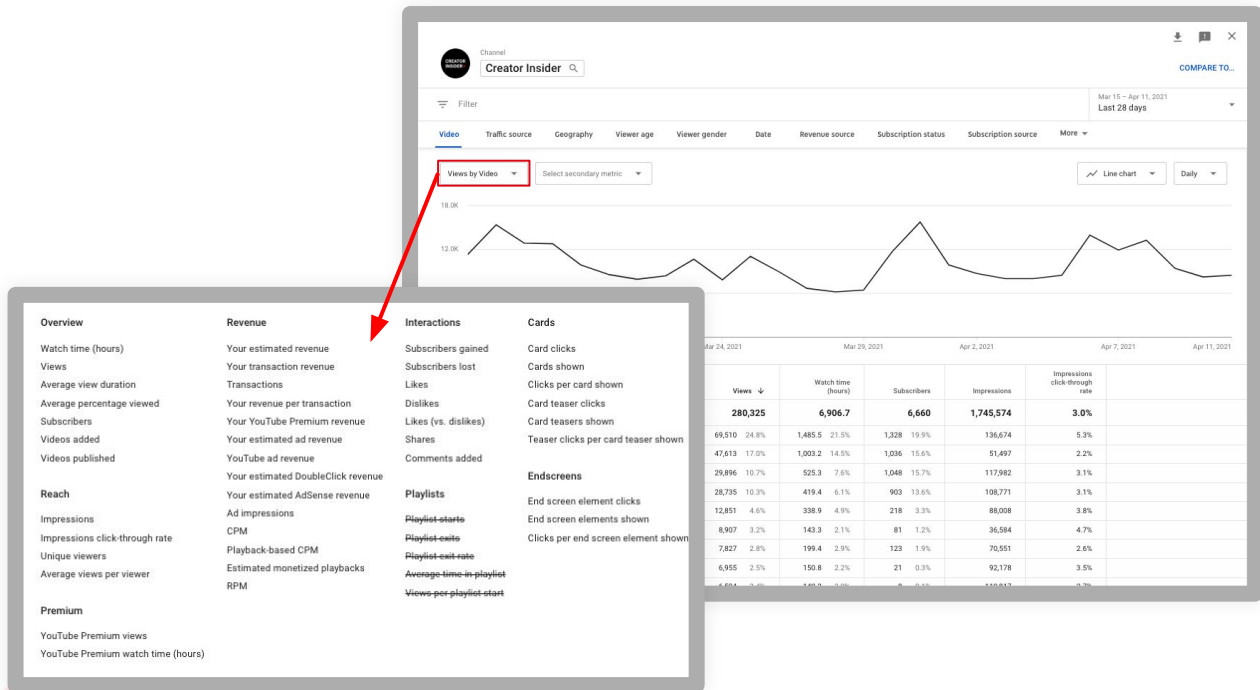 Channel
CREATOR
INSIDER
Creator Insider
COMPARE TO...
Filter
Mar 15 – Apr 11, 2021
Last 28 days
Video
Traffic source
Geography
Viewer age
Viewer gender
Date
Revenue source
Subscription status
Subscription source
More
Views by Video
Select secondary metric
Line chart
Daily
18.0K
12.0K
Mar 24, 2021
Mar 29, 2021
Apr 2, 2021
Apr 7, 2021
Apr 11, 2021
Views
Watch time
(hours)
Subscribers
Impressions
Impressions
click-through
rate
280,325 6,906.7 6,660 1,745,574 3.0%
69,510 24.8% 1,485.5 21.5% 1,328 19.9% 136,674 5.3%
47,613 17.0% 1,003.2 14.5% 1,036 15.6% 51,497 2.2%
29,896 10.7% 525.3 7.6% 1,048 15.7% 117,982 3.1%
28,735 10.3% 419.4 6.1% 903 13.6% 108,771 3.1%
12,851 4.6% 338.9 4.9% 218 3.3% 88,008 3.8%
8,907 3.2% 143.3 2.1% 81 1.2% 36,584 4.7%
7,827 2.8% 199.4 2.9% 123 1.9% 70,551 2.6%
6,955 2.5% 150.8 2.2% 21 0.3% 92,178 3.5%
Overview
Watch time (hours)
Views
Average view duration
Average percentage viewed
Subscribers
Videos added
Videos published
Reach
Impressions
Impressions click-through rate
Unique viewers
Average views per viewer
Premium
YouTube Premium views
YouTube Premium watch time (hours)
Revenue
Your estimated revenue
Your transaction revenue
Transactions
Your revenue per transaction
Your YouTube Premium revenue
Your estimated ad revenue
YouTube ad revenue
Your estimated DoubleClick revenue
Your estimated AdSense revenue
Ad impressions
CPM
Playback-based CPM
Estimated monetized playbacks
RPM
Interactions
Subscribers gained
Subscribers lost
Likes
Dislikes
Likes (vs. dislikes)
Shares
Comments added
Playlists
Playlist starts
Playlist exits
Playlist exit rate
Average time in playlist
Views per playlist start
Cards
Card clicks
Cards shown
Clicks per card shown
Card teaser clicks
Card teasers shown
Teaser clicks per card teaser shown
Endscreens
End screen element clicks
End screen elements shown
Clicks per end screen element shown